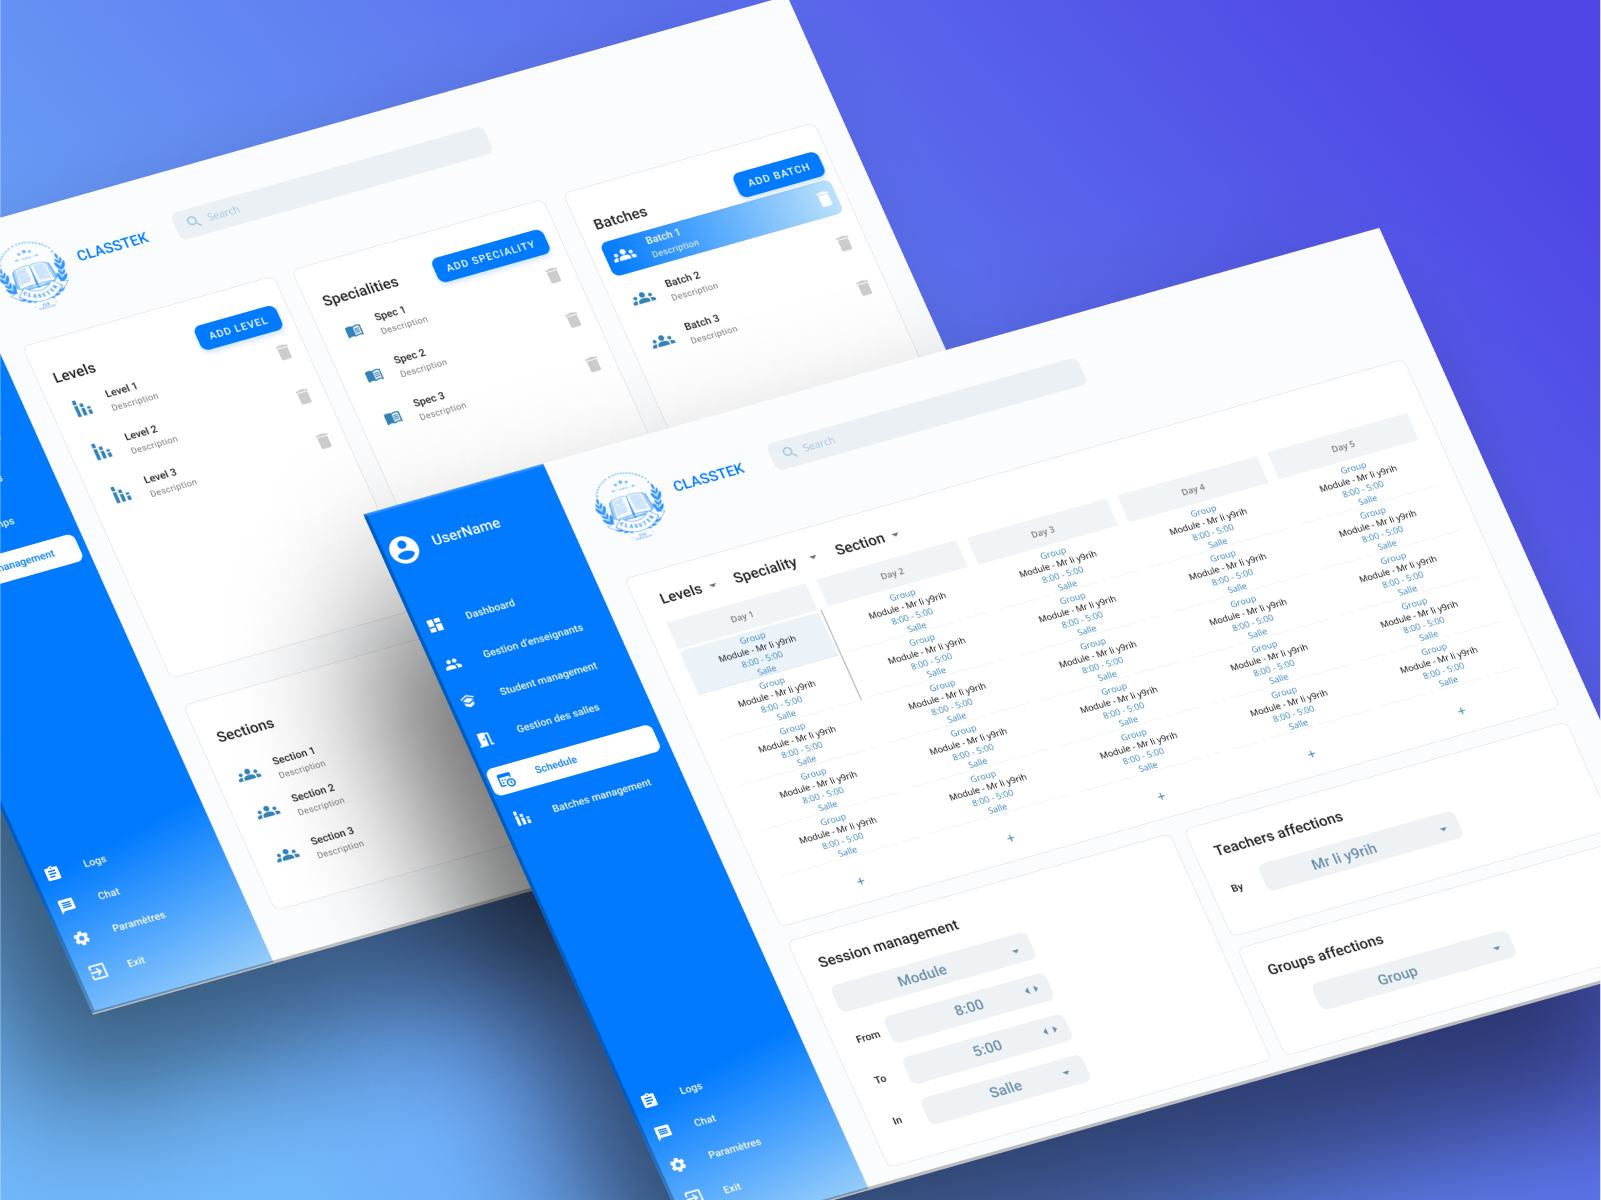 Search
CLASSTEK
CLASSTEK
Levels
ADD LEVEL
Level 1
Description
Level 2
Description
Level 3
Description
Specialities
ADD SPECIALITY
Spec 1
Description
Spec 2
Description
Spec 3
Description
Batches
ADD BATCH
Batch 1
Description
Batch 2
Description
Batch 3
Description
Sections
Section 1
Description
Section 2
Description
Section 3
Description
Logs
Chat
Paramètres
Exit
UserName
Dashboard
Gestion d'enseignants
Student management
Gestion des salles
Schedule
Batches management
Logs
Chat
Paramètres
Exit
Search
CLASSTEK
CLASSTEK
Levels
Speciality
Section
Day 1
Group
Module - Mr li y9rih
8:00 - 5:00
Salle
Group
Module - Mr li y9rih
8:00 - 5:00
Salle
Group
Module - Mr li y9rih
8:00 - 5:00
Salle
Group
Module - Mr li y9rih
8:00 - 5:00
Salle
Group
Module - Mr li y9rih
8:00 - 5:00
Salle
+
Day 2
Group
Module - Mr li y9rih
8:00 - 5:00
Salle
Group
Module - Mr li y9rih
8:00 - 5:00
Salle
Group
Module - Mr li y9rih
8:00 - 5:00
Salle
Group
Module - Mr li y9rih
8:00 - 5:00
Salle
Group
Module - Mr li y9rih
8:00 - 5:00
Salle
+
Day 3
Group
Module - Mr li y9rih
8:00 - 5:00
Salle
Group
Module - Mr li y9rih
8:00 - 5:00
Salle
Group
Module - Mr li y9rih
8:00 - 5:00
Salle
Group
Module - Mr li y9rih
8:00 - 5:00
Salle
Group
Module - Mr li y9rih
8:00 - 5:00
Salle
+
Day 4
Group
Module - Mr li y9rih
8:00 - 5:00
Salle
Group
Module - Mr li y9rih
8:00 - 5:00
Salle
Group
Module - Mr li y9rih
8:00 - 5:00
Salle
Group
Module - Mr li y9rih
8:00 - 5:00
Salle
Group
Module - Mr li y9rih
8:00 - 5:00
Salle
+
Day 5
Group
Module - Mr li y9rih
8:00 - 5:00
Salle
Group
Module - Mr li y9rih
8:00 - 5:00
Salle
Group
Module - Mr li y9rih
8:00 - 5:00
Salle
Group
Module - Mr li y9rih
8:00 - 5:00
Salle
Group
Module - Mr li y9rih
8:00 - 5:00
Salle
+
Session management
Module
From 8:00
To 5:00
In Salle
Teachers affections
By Mr li y9rih
Groups affections
Group